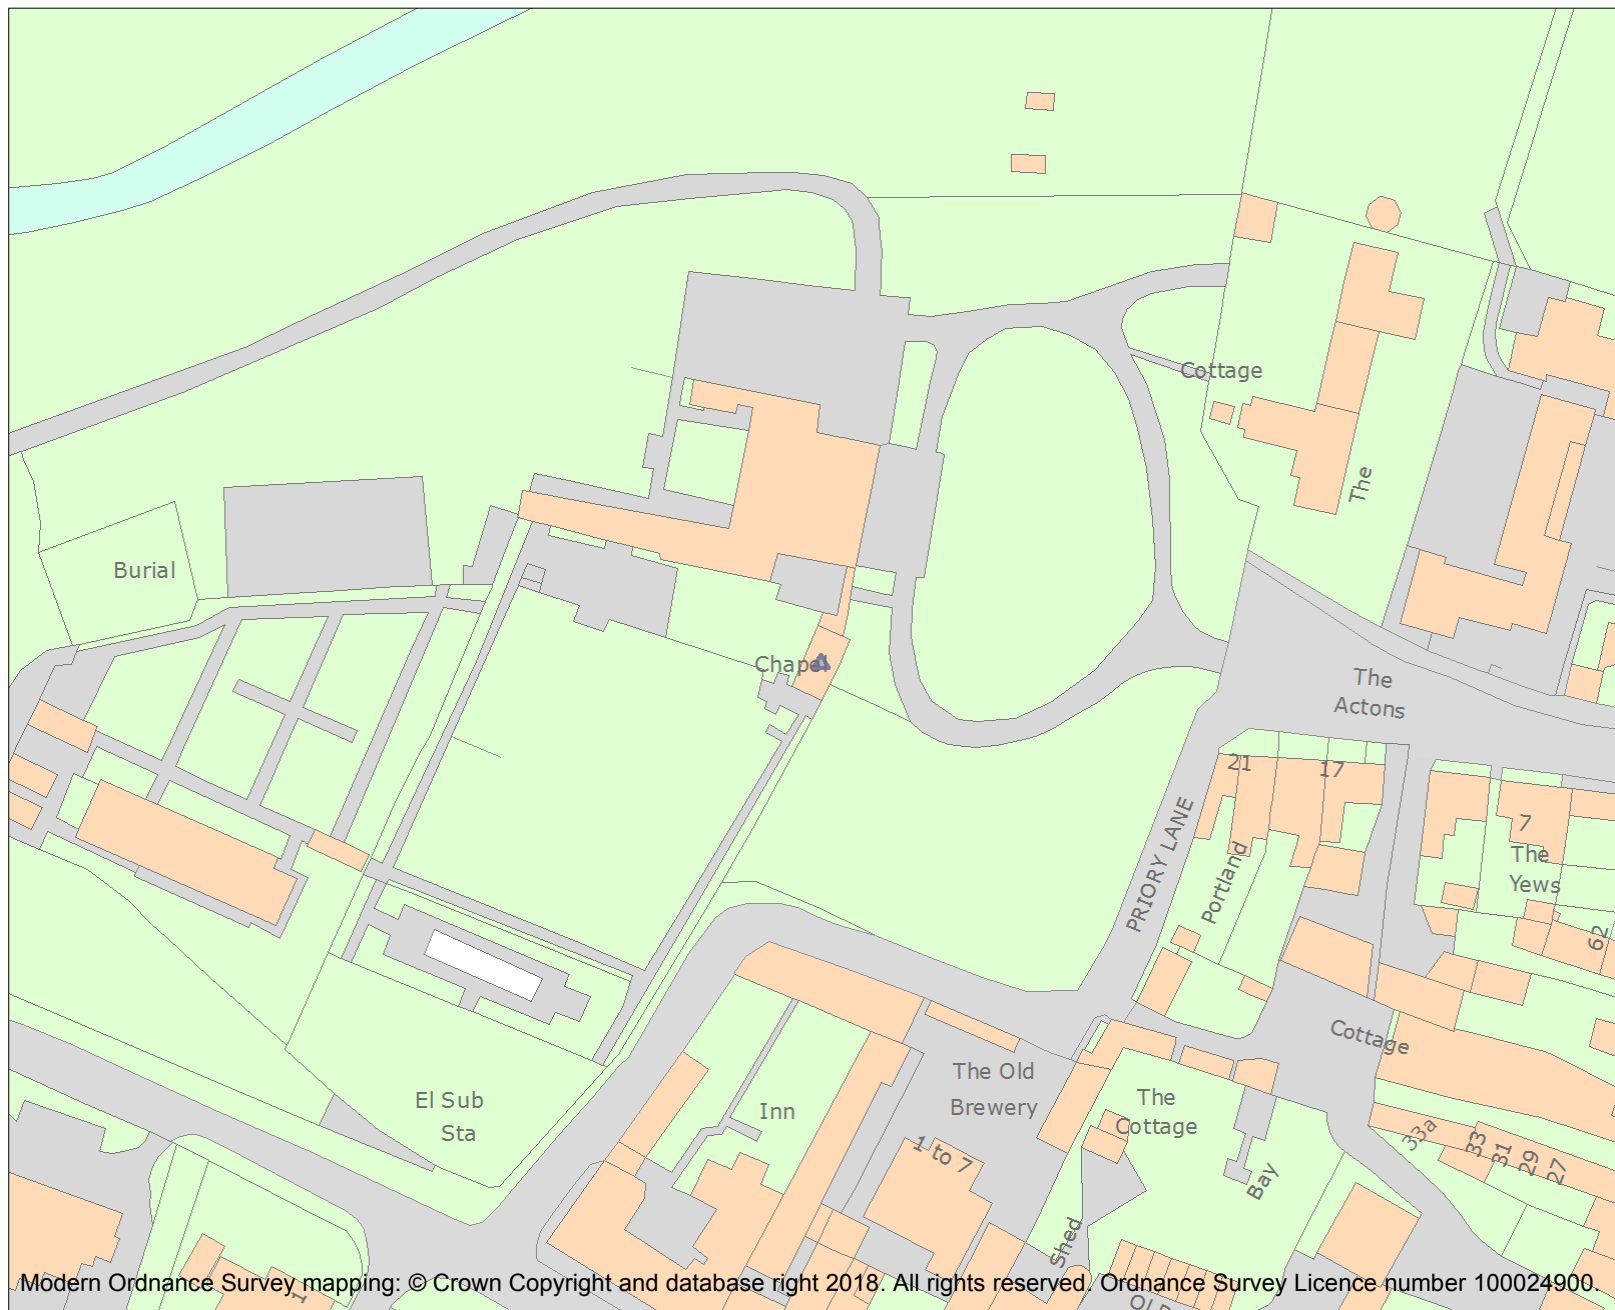 Cottage
The
Burial
Chapel
The
Actons
21
17
PRIORY LANE
Portland
7
The
Yews
62
Cottage
The Old
Brewery
El Sub
Sta
Inn
The
Cottage
1 to 7
33a
33
31
29
27
Bay
Shed
1
Modern Ordnance Survey mapping: © Crown Copyright and database right 2018. All rights reserved. Ordnance Survey Licence number 100024900.